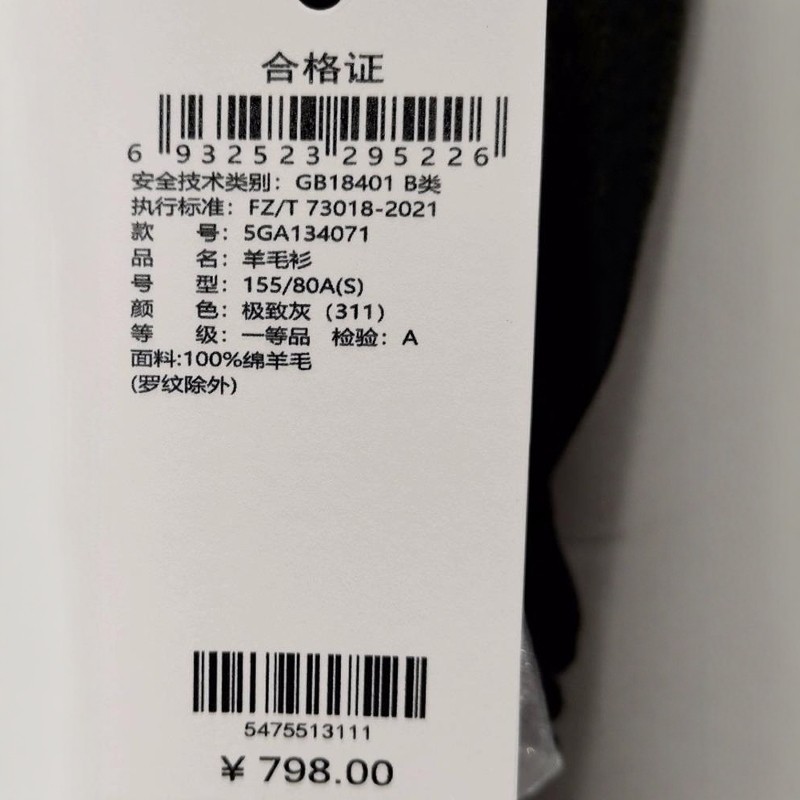 合格证
6 932523 295226
安全技术类别：GB18401 B类
执行标准：FZ/T 73018-2021
款 号：5GA134071
品 名：羊毛衫
号 型：155/80A(S)
颜 色：极致灰（311）
等 级：一等品 检验：A
面料:100%绵羊毛
(罗纹除外)
5475513111
¥ 798.00